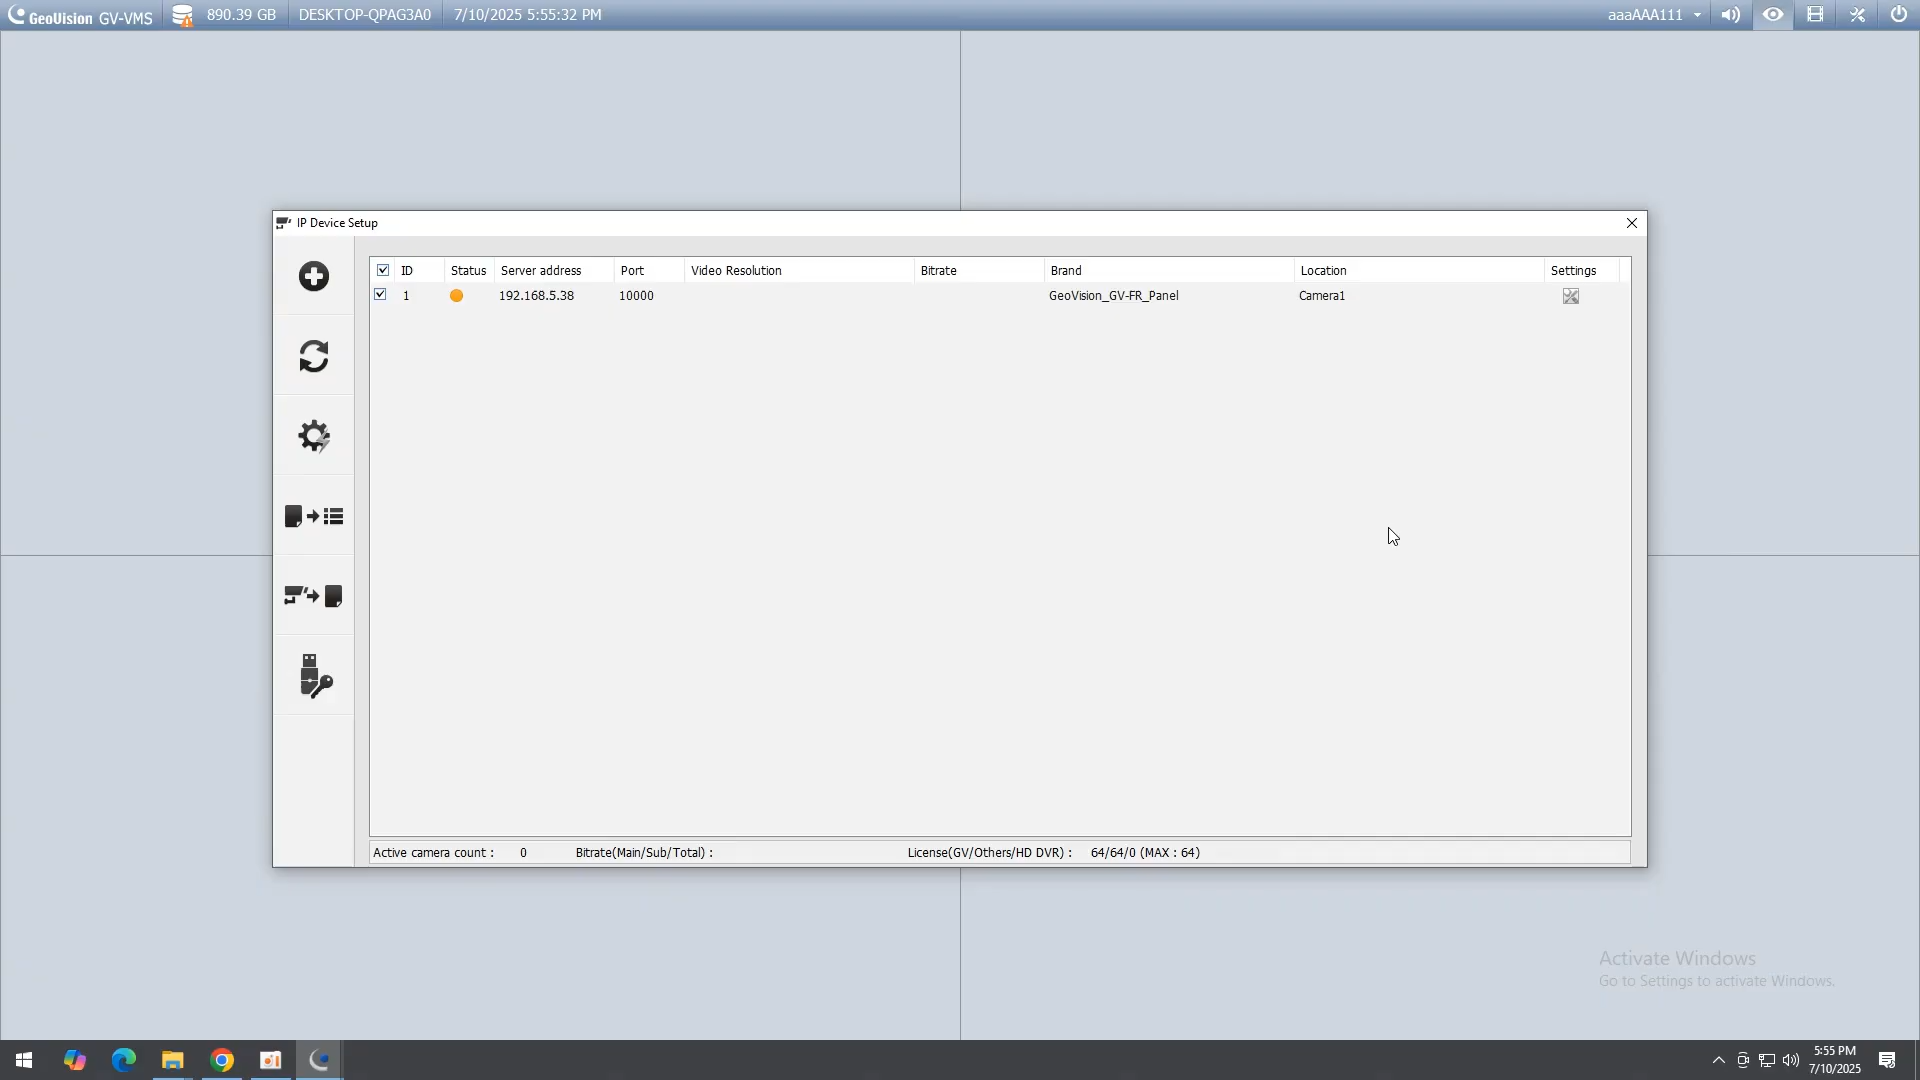 GeoVision GV-VMS 890.39 GB DESKTOP-QPAG3A0 7/10/2025 5:55:32 PM aaaAAA111
IP Device Setup
ID Status Server address Port Video Resolution Bitrate Brand Location Settings
1 192.168.5.38 10000 GeoVision_GV-FR_Panel Camera1
Active camera count : 0 Bitrate(Main/Sub/Total) : License(GV/Others/HD DVR) : 64/64/0 (MAX : 64)
Activate Windows
Go to Settings to activate Windows.
5:55 PM
7/10/2025